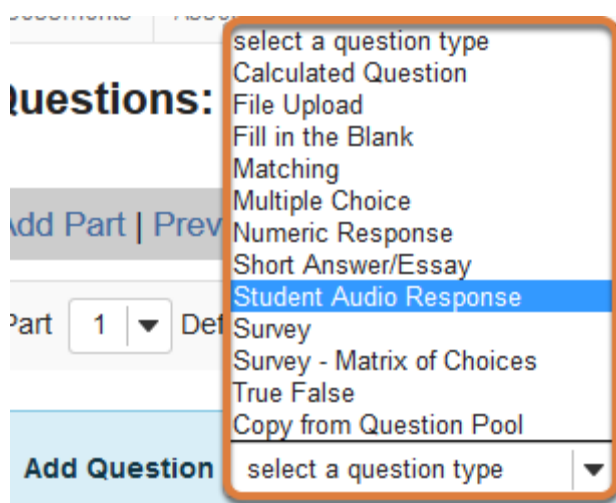 select a question type
Calculated Question
uestions:
File Upload
Fill in the Blank
Matching
Multiple Choice
Add Part | Prev
Numeric Response
Short Answer/Essay
Student Audio Response
Part 1 Def
Survey
Survey - Matrix of Choices
True False
Copy from Question Pool
Add Question select a question type